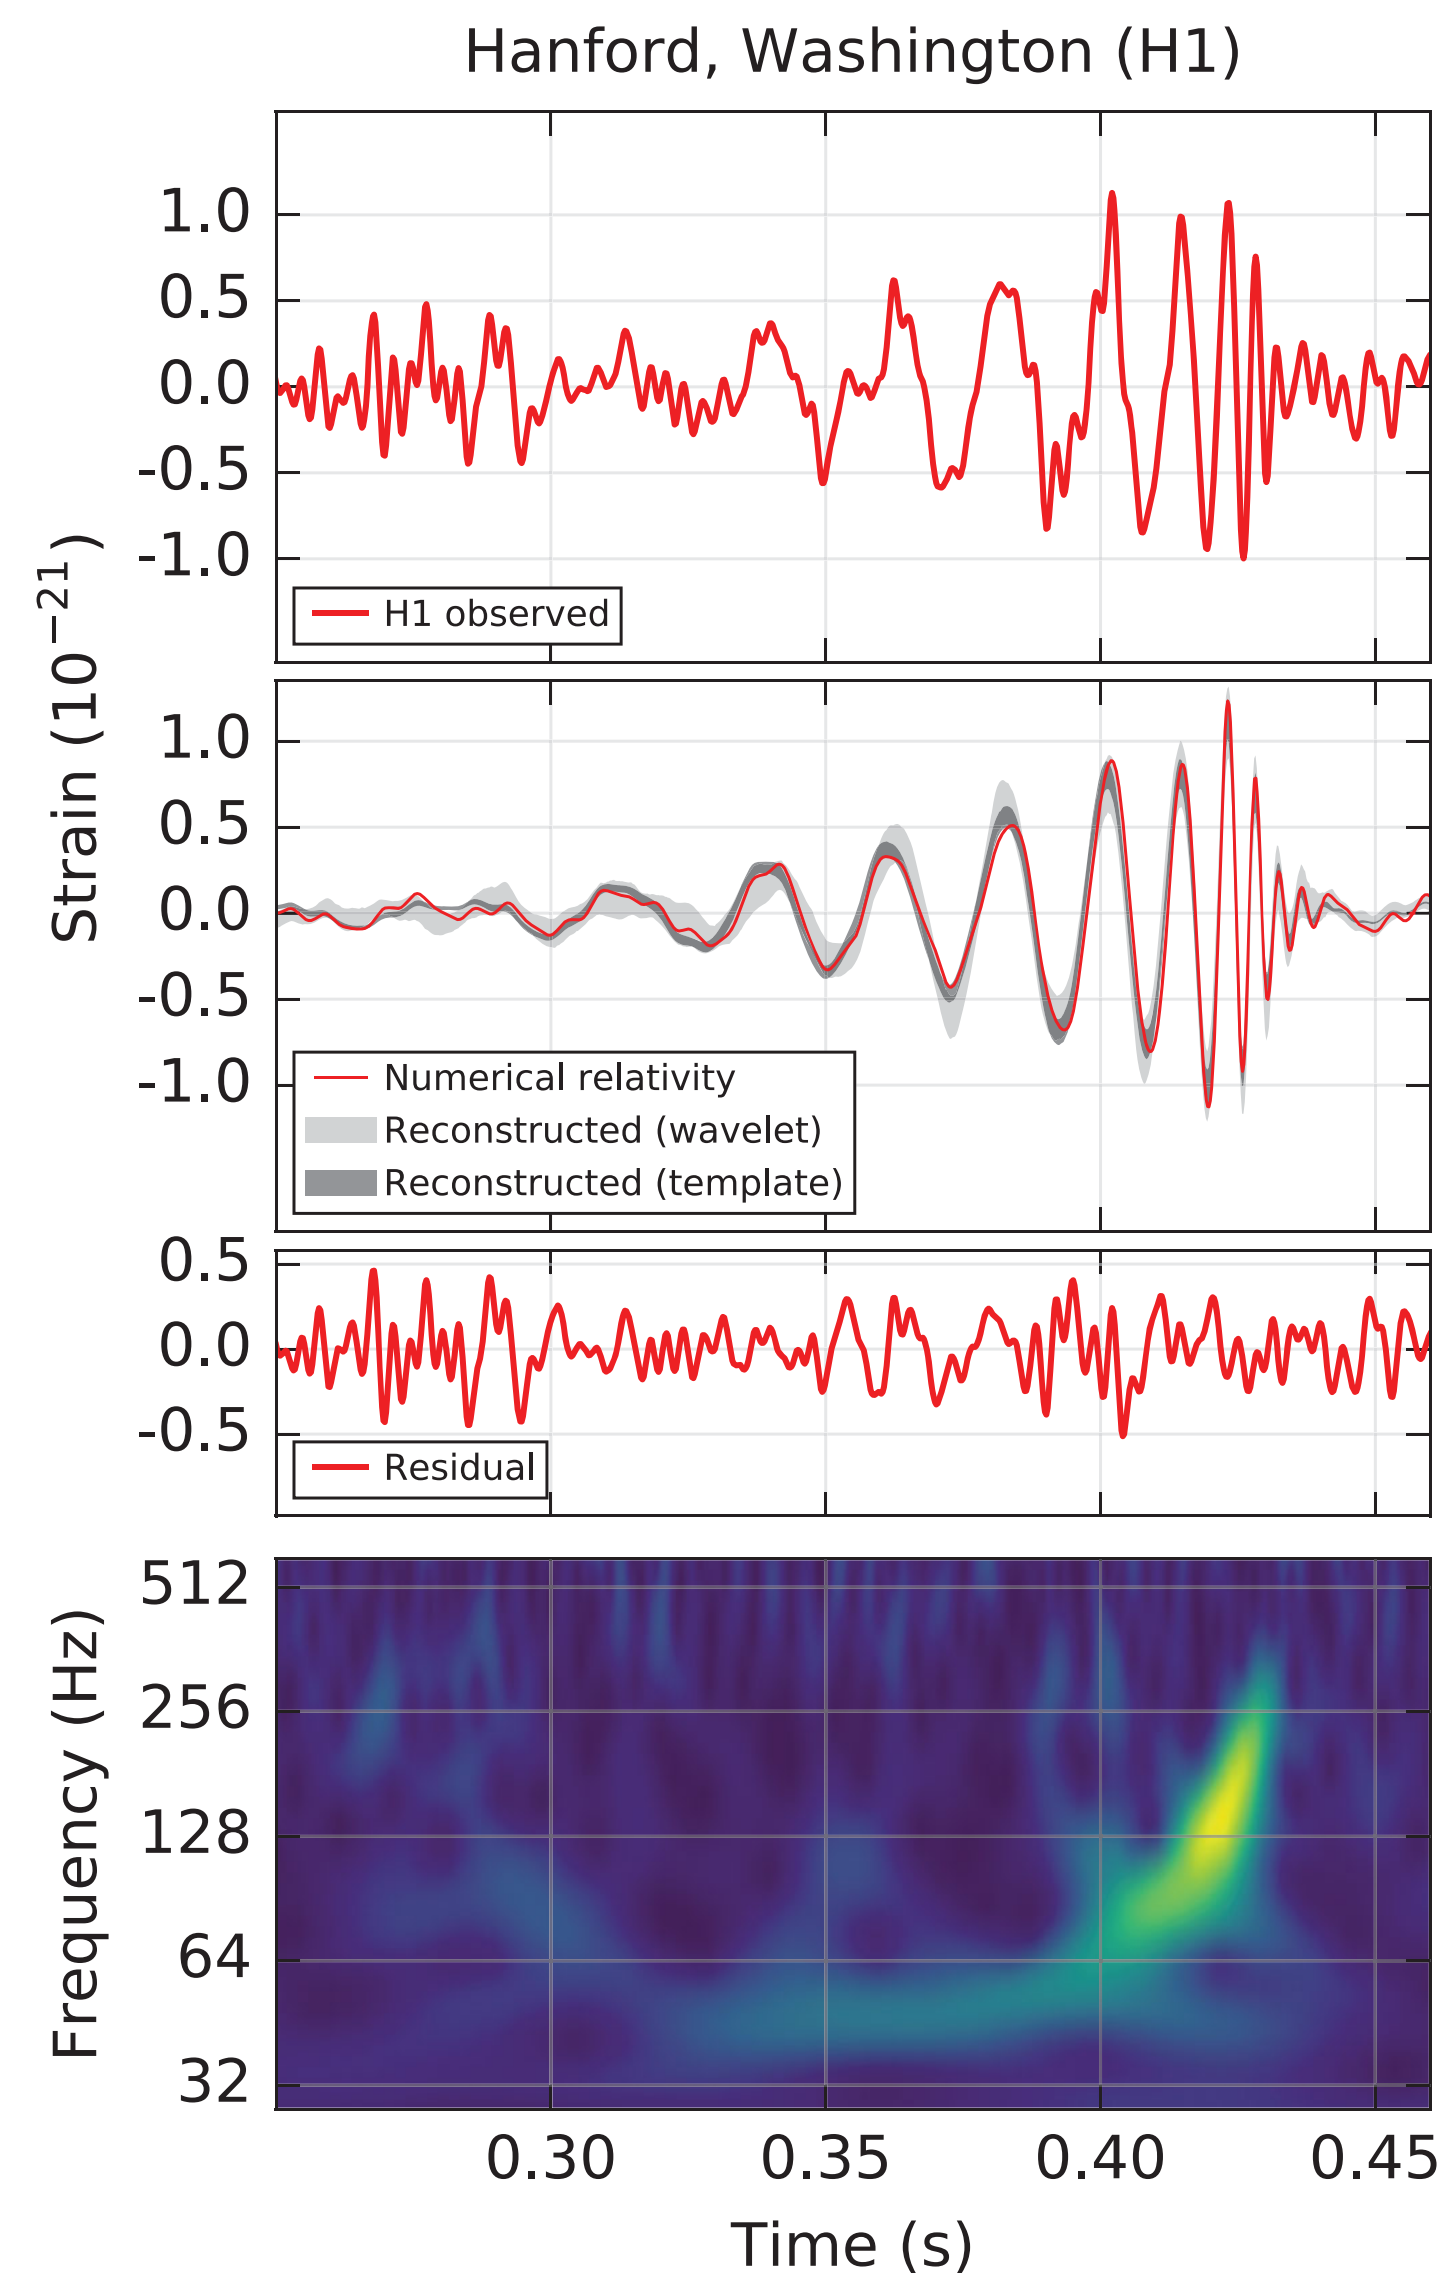 Hanford, Washington (H1)
1.0
0.5
0.0
-0.5
-1.0
H1 observed
Strain (10⁻²¹)
1.0
0.5
0.0
-0.5
-1.0
Numerical relativity
Reconstructed (wavelet)
Reconstructed (template)
0.5
0.0
-0.5
Residual
Frequency (Hz)
512
256
128
64
32
0.30 0.35 0.40 0.45
Time (s)